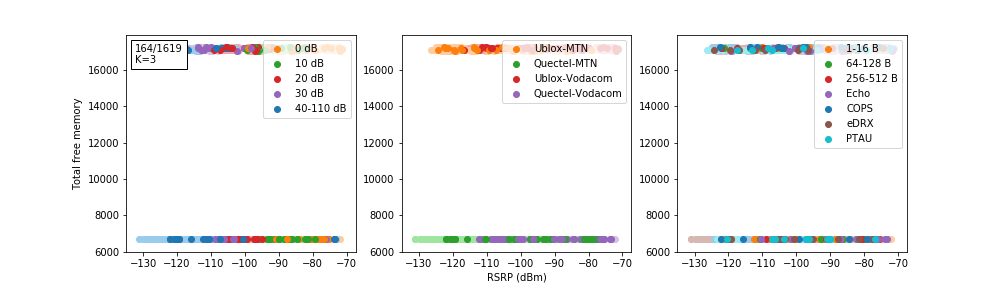 164/1619
K=3
0 dB
10 dB
20 dB
30 dB
40-110 dB
Total free memory
16000
14000
12000
10000
8000
6000
−130 −120 −110 −100 −90 −80 −70
Ublox-MTN
Quectel-MTN
Ublox-Vodacom
Quectel-Vodacom
16000
14000
12000
10000
8000
6000
−130 −120 −110 −100 −90 −80 −70
RSRP (dBm)
1-16 B
64-128 B
256-512 B
Echo
COPS
eDRX
PTAU
16000
14000
12000
10000
8000
6000
−130 −120 −110 −100 −90 −80 −70